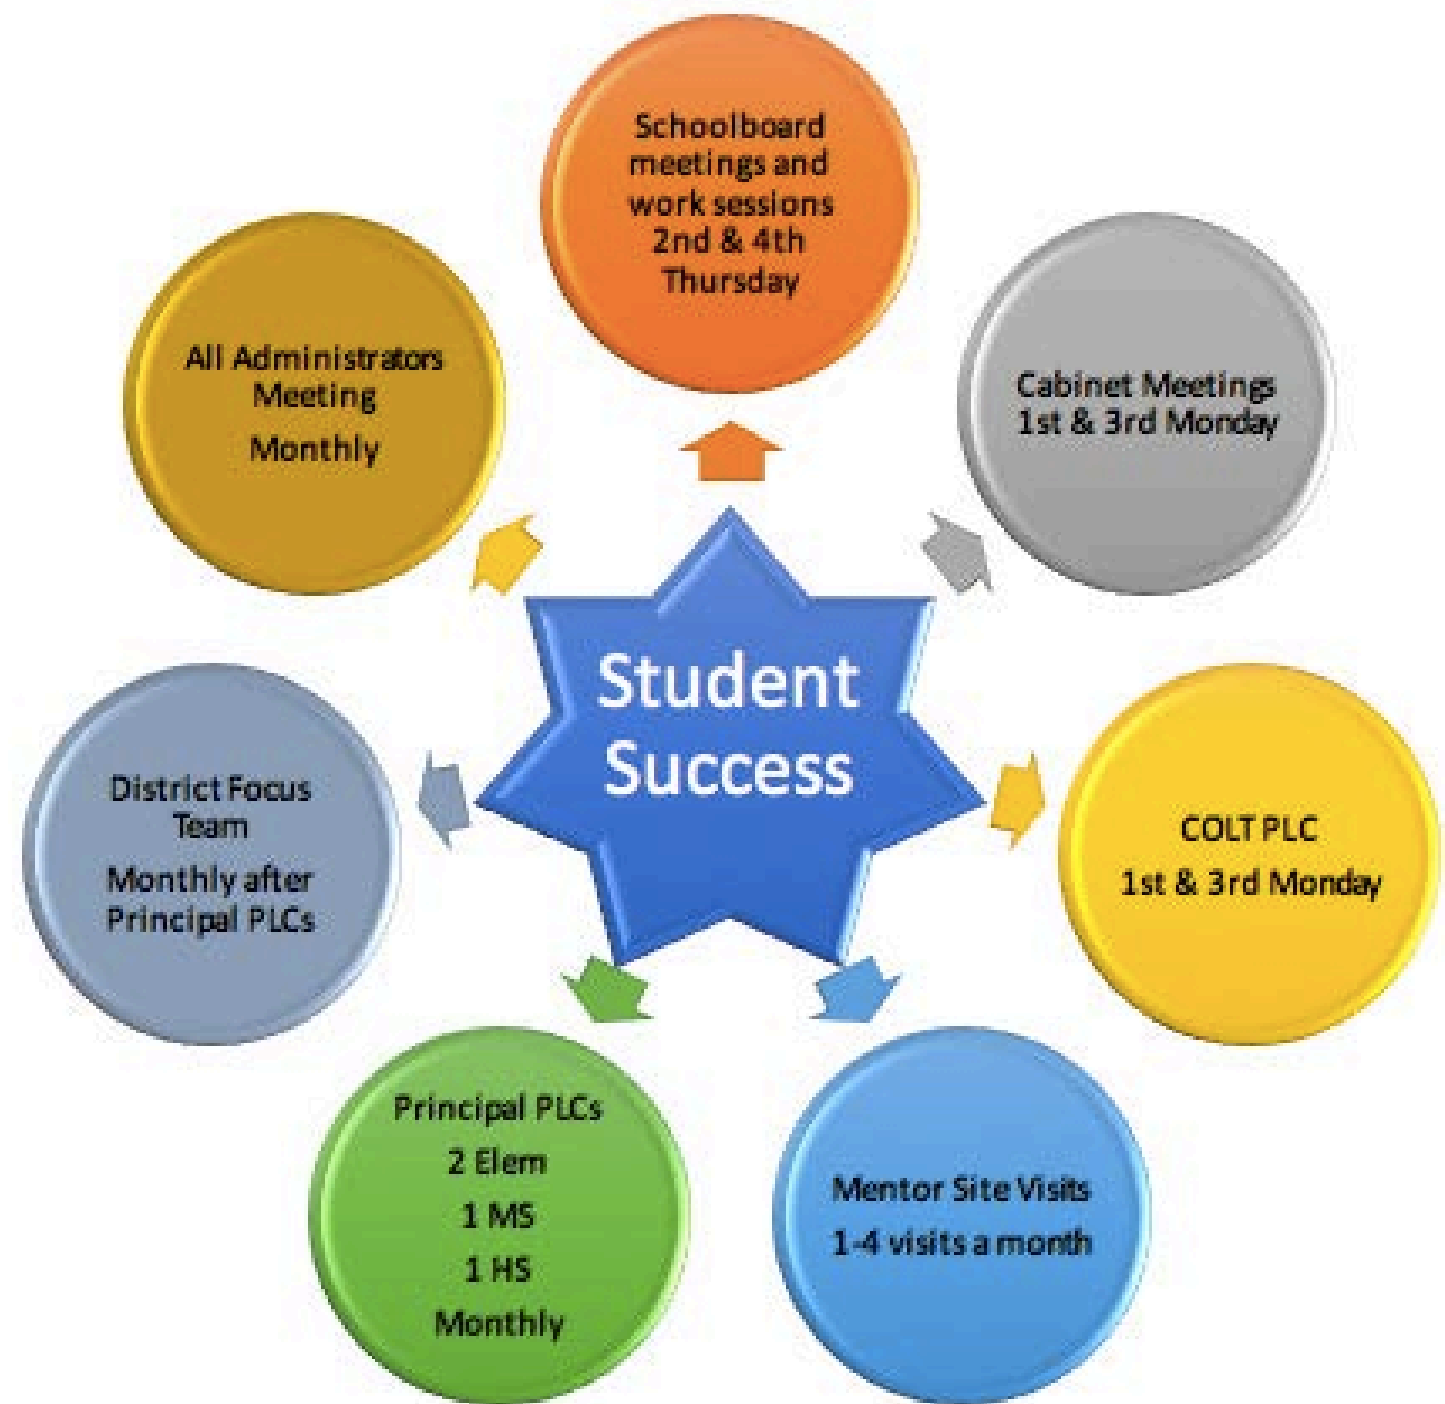 Schoolboard
meetings and
work sessions
2nd & 4th
Thursday
Cabinet Meetings
1st & 3rd Monday
COLT PLC
1st & 3rd Monday
Mentor Site Visits
1-4 visits a month
Principal PLCs
2 Elem
1 MS
1 HS
Monthly
District Focus
Team
Monthly after
Principal PLCs
All Administrators
Meeting
Monthly
Student
Success